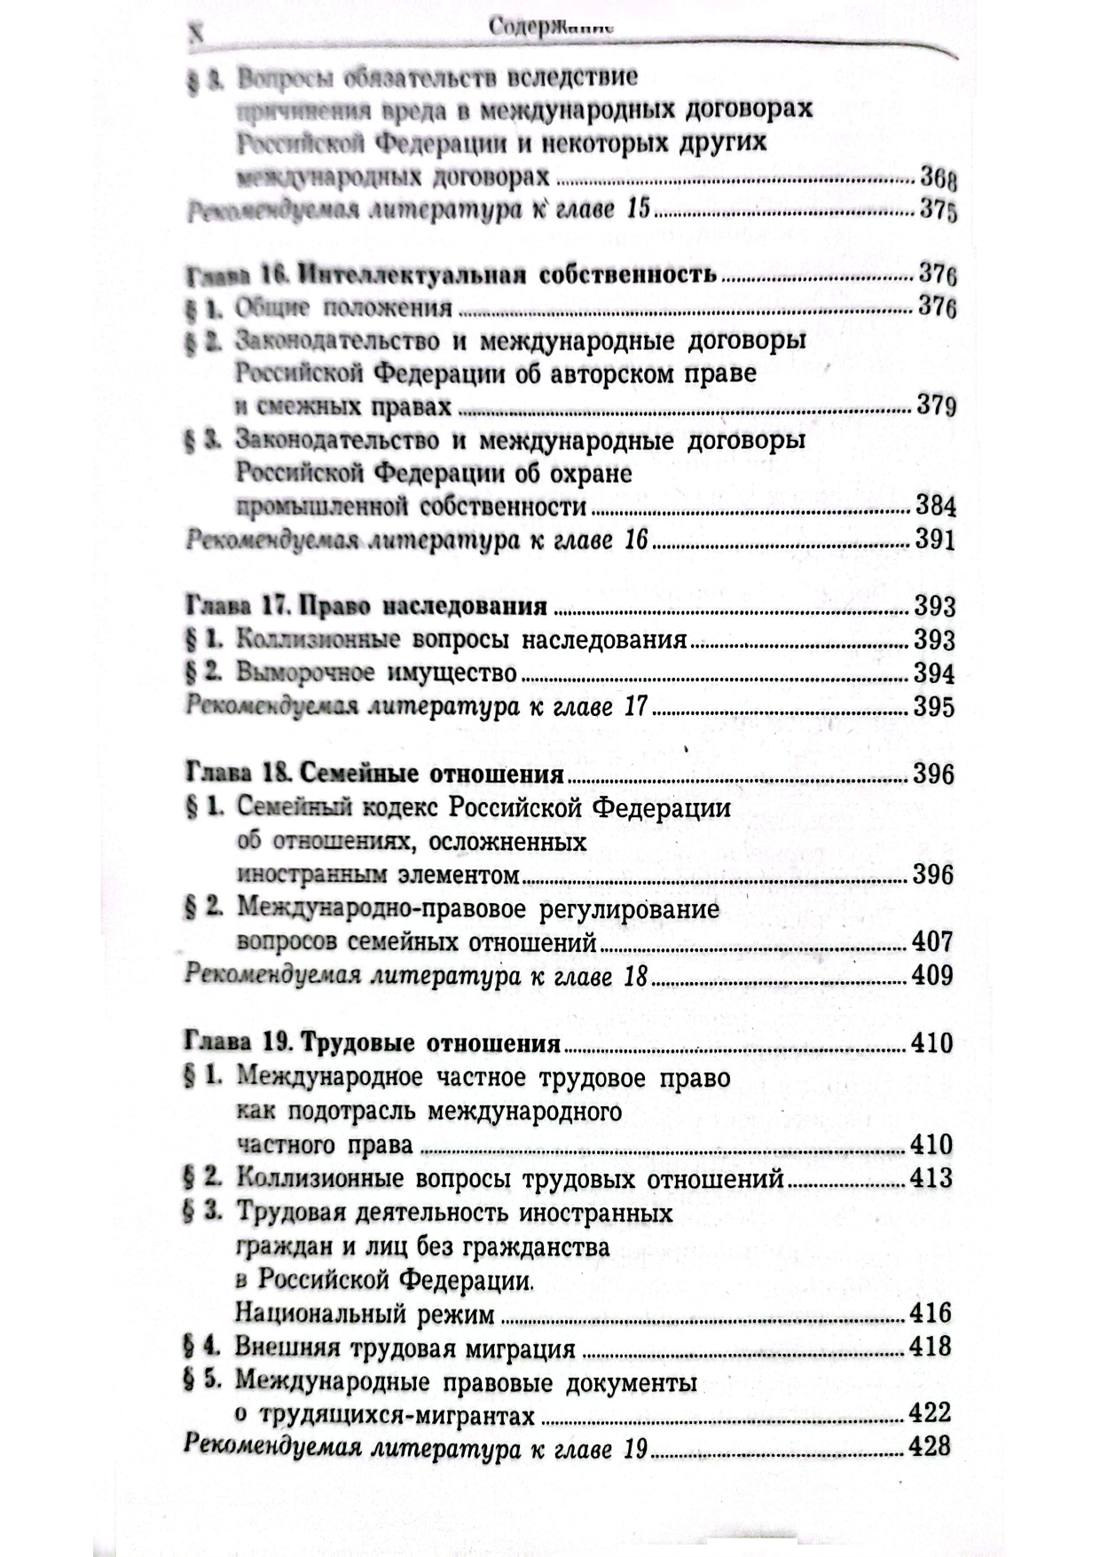 X Содержание
§ 3. Вопросы обязательств вследствие
причинения вреда в международных договорах
Российской Федерации и некоторых других
международных договорах ........ 368
Рекомендуемая литература к главе 15 ........ 375
Глава 16. Интеллектуальная собственность ........ 376
§ 1. Общие положения ........ 376
§ 2. Законодательство и международные договоры
Российской Федерации об авторском праве
и смежных правах ........ 379
§ 3. Законодательство и международные договоры
Российской Федерации об охране
промышленной собственности ........ 384
Рекомендуемая литература к главе 16 ........ 391
Глава 17. Право наследования ........ 393
§ 1. Коллизионные вопросы наследования ........ 393
§ 2. Выморочное имущество ........ 394
Рекомендуемая литература к главе 17 ........ 395
Глава 18. Семейные отношения ........ 396
§ 1. Семейный кодекс Российской Федерации
об отношениях, осложненных
иностранным элементом ........ 396
§ 2. Международно-правовое регулирование
вопросов семейных отношений ........ 407
Рекомендуемая литература к главе 18 ........ 409
Глава 19. Трудовые отношения ........ 410
§ 1. Международное частное трудовое право
как подотрасль международного
частного права ........ 410
§ 2. Коллизионные вопросы трудовых отношений ........ 413
§ 3. Трудовая деятельность иностранных
граждан и лиц без гражданства
в Российской Федерации.
Национальный режим ........ 416
§ 4. Внешняя трудовая миграция ........ 418
§ 5. Международные правовые документы
о трудящихся-мигрантах ........ 422
Рекомендуемая литература к главе 19 ........ 428